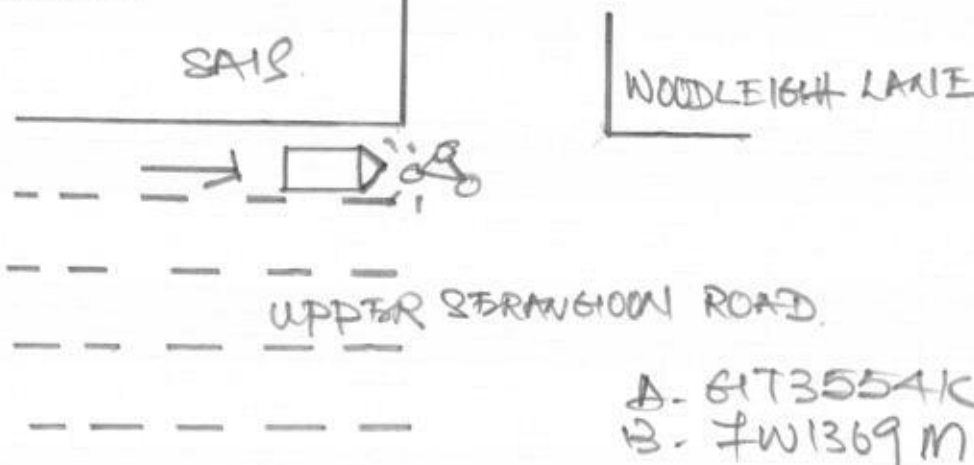 SAIS.
WOODLEIGH LANE
UPPER SERANGOON ROAD.
A- GT3554K
B- FW1369M